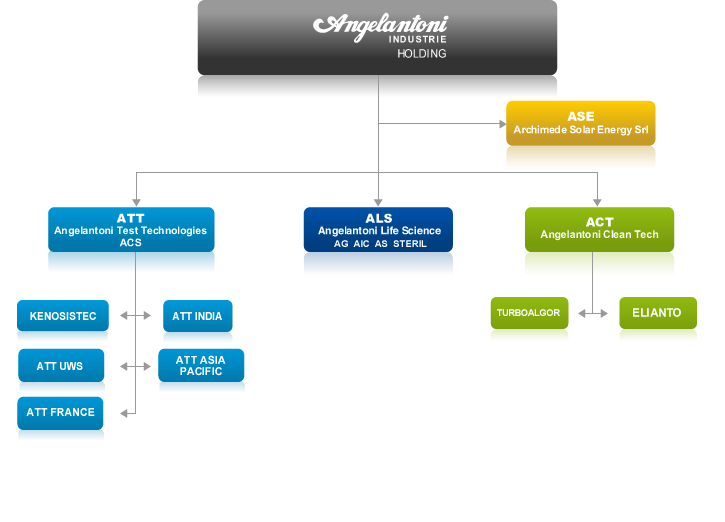 Angelantoni
INDUSTRIE
HOLDING
ASE
Archimede Solar Energy Srl
ATT
Angelantoni Test Technologies
ACS
ALS
Angelantoni Life Science
AG AIC AS STERIL
ACT
Angelantoni Clean Tech
KENOSISTEC
ATT INDIA
TURBOALGOR
ELIANTO
ATT UWS
ATT ASIA
PACIFIC
ATT FRANCE